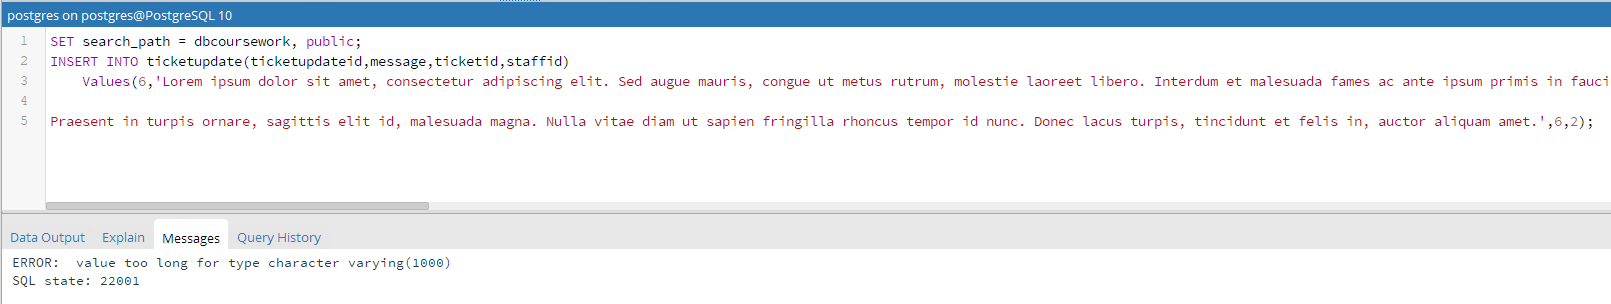 postgres on postgres@PostgreSQL 10
1 SET search_path = dbcoursework, public;
2 INSERT INTO ticketupdate(ticketupdateid,message,ticketid,staffid)
3 Values(6,'Lorem ipsum dolor sit amet, consectetur adipiscing elit. Sed augue mauris, congue ut metus rutrum, molestie laoreet libero. Interdum et malesuada fames ac ante ipsum primis in fauci
4
5 Praesent in turpis ornare, sagittis elit id, malesuada magna. Nulla vitae diam ut sapien fringilla rhoncus tempor id nunc. Donec lacus turpis, tincidunt et felis in, auctor aliquam amet.',6,2);
Data Output Explain Messages Query History
ERROR:  value too long for type character varying(1000)
SQL state: 22001